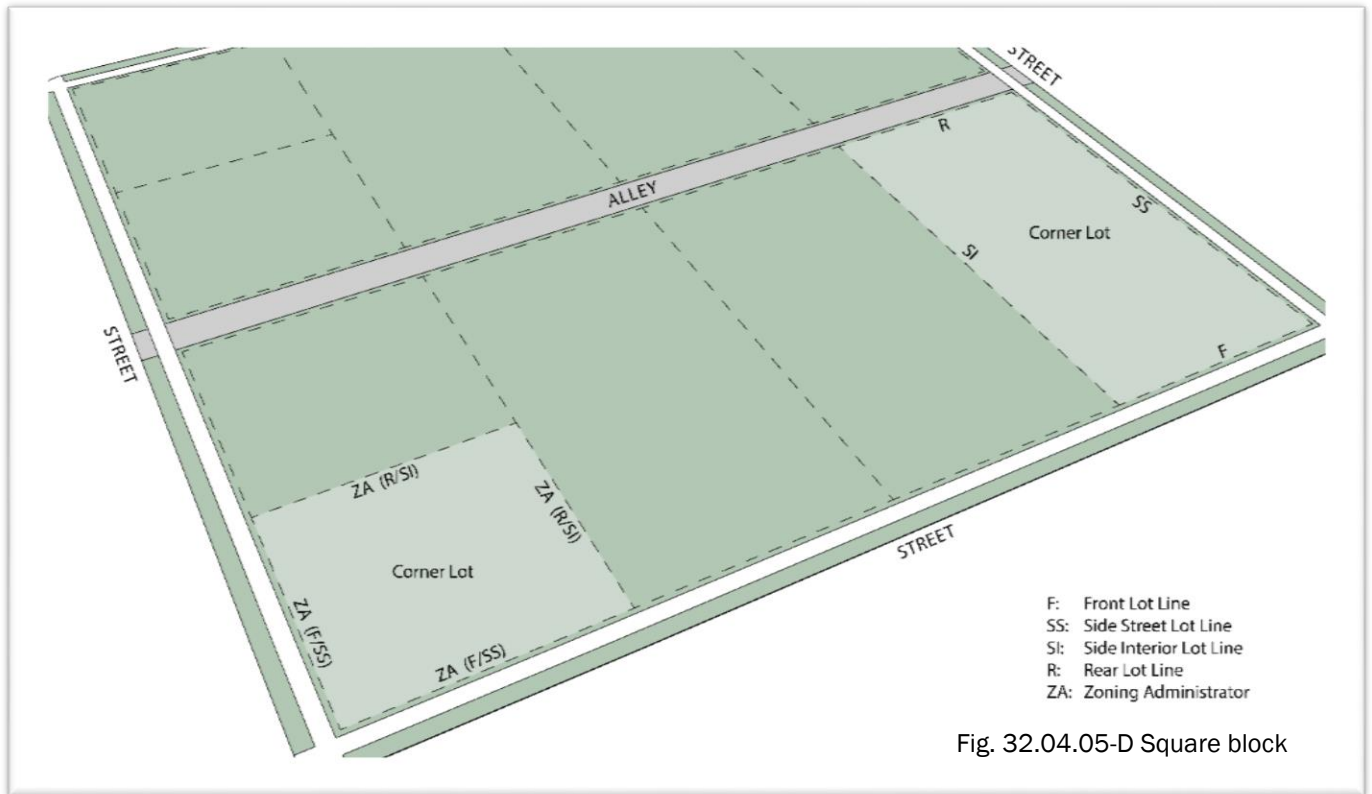 STREET
R
ALLEY
SS
Corner Lot
SI
STREET
F
ZA (R/SI)
ZA (R/SI)
STREET
Corner Lot
ZA (F/SS)
ZA (F/SS)
F: Front Lot Line
SS: Side Street Lot Line
SI: Side Interior Lot Line
R: Rear Lot Line
ZA: Zoning Administrator
Fig. 32.04.05-D Square block